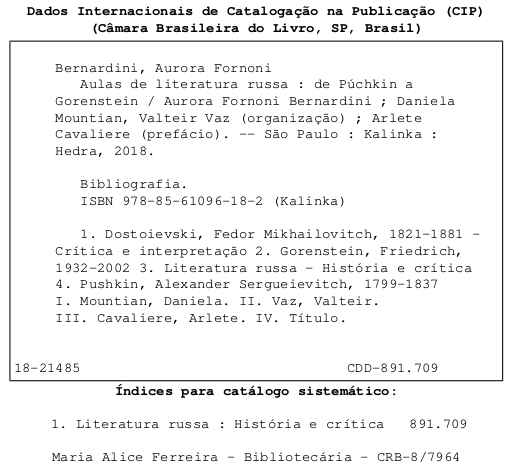 Dados Internacionais de Catalogação na Publicação (CIP)
(Câmara Brasileira do Livro, SP, Brasil)
Bernardini, Aurora Fornoni
Aulas de literatura russa : de Púchkin a
Gorenstein / Aurora Fornoni Bernardini ; Daniela
Mountian, Valteir Vaz (organização) ; Arlete
Cavaliere (prefácio). -- São Paulo : Kalinka :
Hedra, 2018.
Bibliografia.
ISBN 978-85-61096-18-2 (Kalinka)
1. Dostoievski, Fedor Mikhailovitch, 1821-1881 -
Crítica e interpretação 2. Gorenstein, Friedrich,
1932-2002 3. Literatura russa - História e crítica
4. Pushkin, Alexander Sergueievitch, 1799-1837
I. Mountian, Daniela. II. Vaz, Valteir.
III. Cavaliere, Arlete. IV. Título.
18-21485 CDD-891.709
Índices para catálogo sistemático:
1. Literatura russa : História e crítica 891.709
Maria Alice Ferreira - Bibliotecária - CRB-8/7964